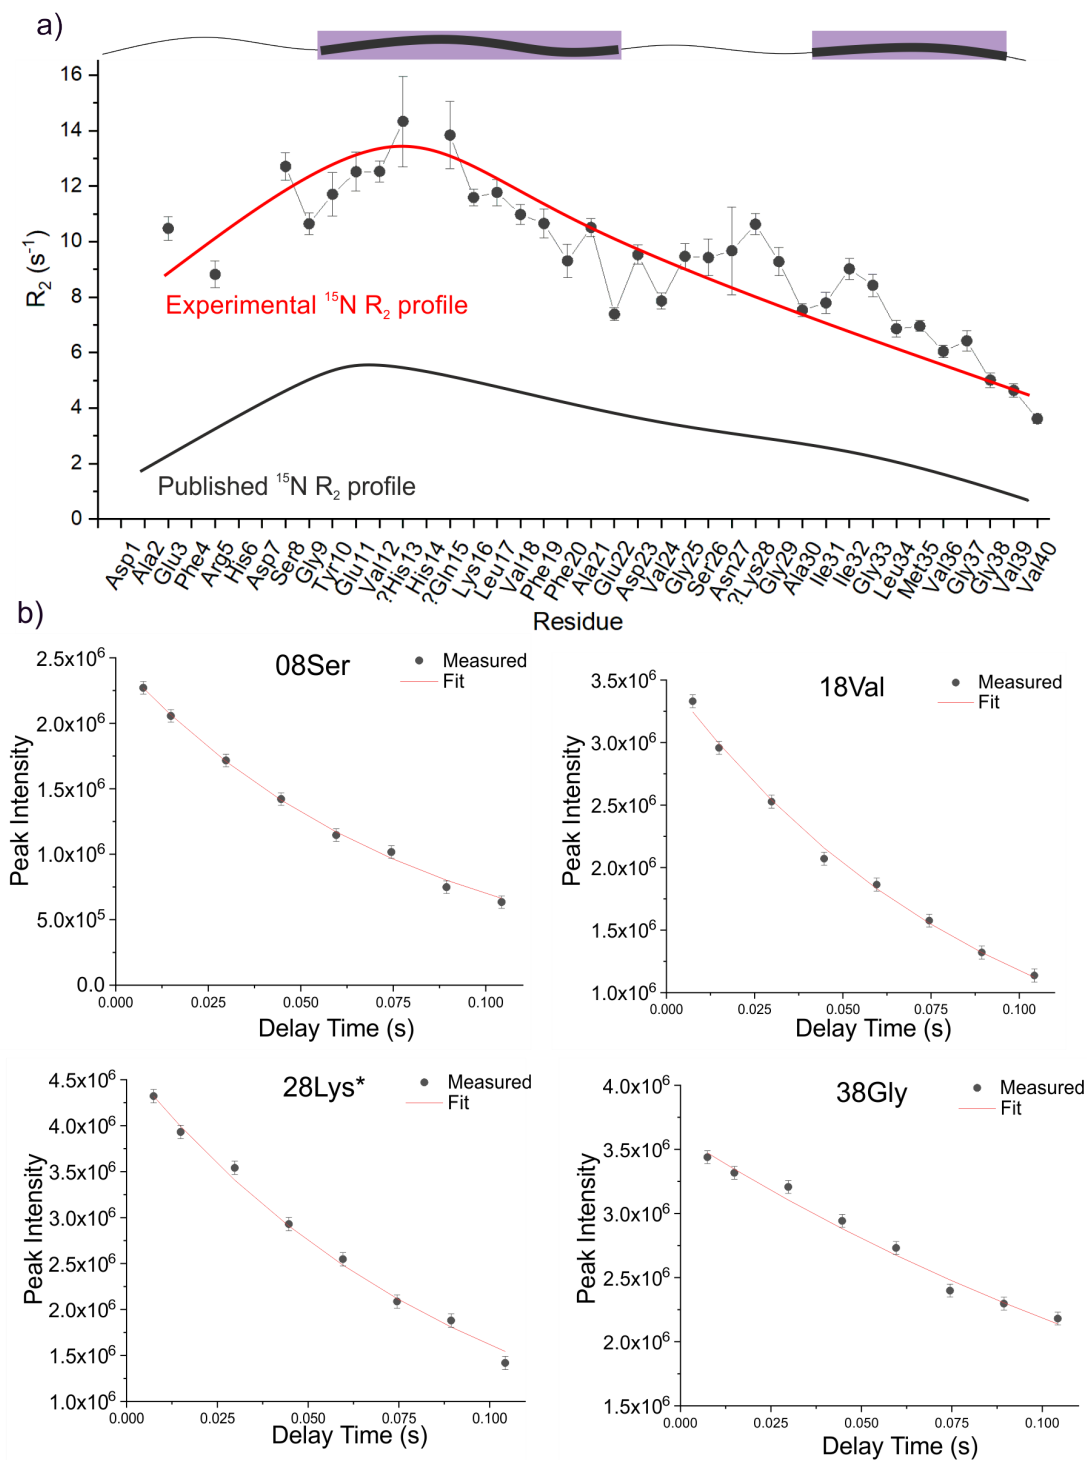 a)
16
14
12
10
8
6
4
2
0
R₂ (s⁻¹)
Experimental ¹⁵N R₂ profile
Published ¹⁵N R₂ profile
Asp1
Ala2
Glu3
Phe4
Arg5
His6
Asp7
Ser8
Gly9
Tyr10
Glu11
Val12
?His13
His14
?Gln15
Lys16
Leu17
Val18
Phe19
Phe20
Ala21
Glu22
Asp23
Val24
Gly25
Ser26
Asn27
?Lys28
Gly29
Ala30
Ile31
Ile32
Gly33
Leu34
Met35
Val36
Gly37
Gly38
Val39
Val40
Residue
b)
08Ser
Measured
Fit
2.5x10⁶
2.0x10⁶
1.5x10⁶
1.0x10⁶
5.0x10⁵
0.0
Peak Intensity
0.000 0.025 0.050 0.075 0.100
Delay Time (s)
18Val
Measured
Fit
3.5x10⁶
3.0x10⁶
2.5x10⁶
2.0x10⁶
1.5x10⁶
1.0x10⁶
Peak Intensity
0.000 0.025 0.050 0.075 0.100
Delay Time (s)
28Lys*
Measured
Fit
4.5x10⁶
4.0x10⁶
3.5x10⁶
3.0x10⁶
2.5x10⁶
2.0x10⁶
1.5x10⁶
1.0x10⁶
Peak Intensity
0.000 0.025 0.050 0.075 0.100
Delay Time (s)
38Gly
Measured
Fit
4.0x10⁶
3.5x10⁶
3.0x10⁶
2.5x10⁶
2.0x10⁶
1.5x10⁶
Peak Intensity
0.000 0.025 0.050 0.075 0.100
Delay Time (s)